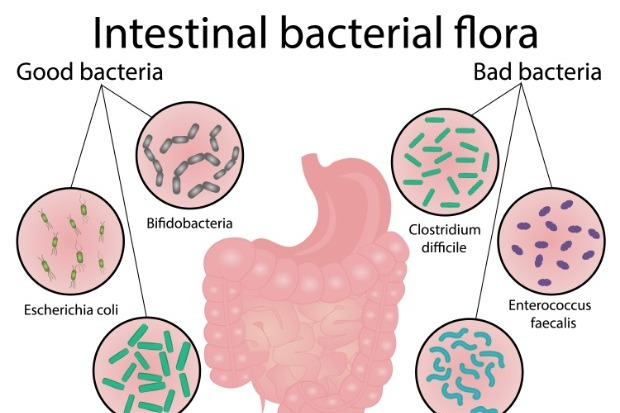 Intestinal bacterial flora
Good bacteria
Bad bacteria
Bifidobacteria
Clostridium
difficile
Escherichia coli
Enterococcus
faecalis